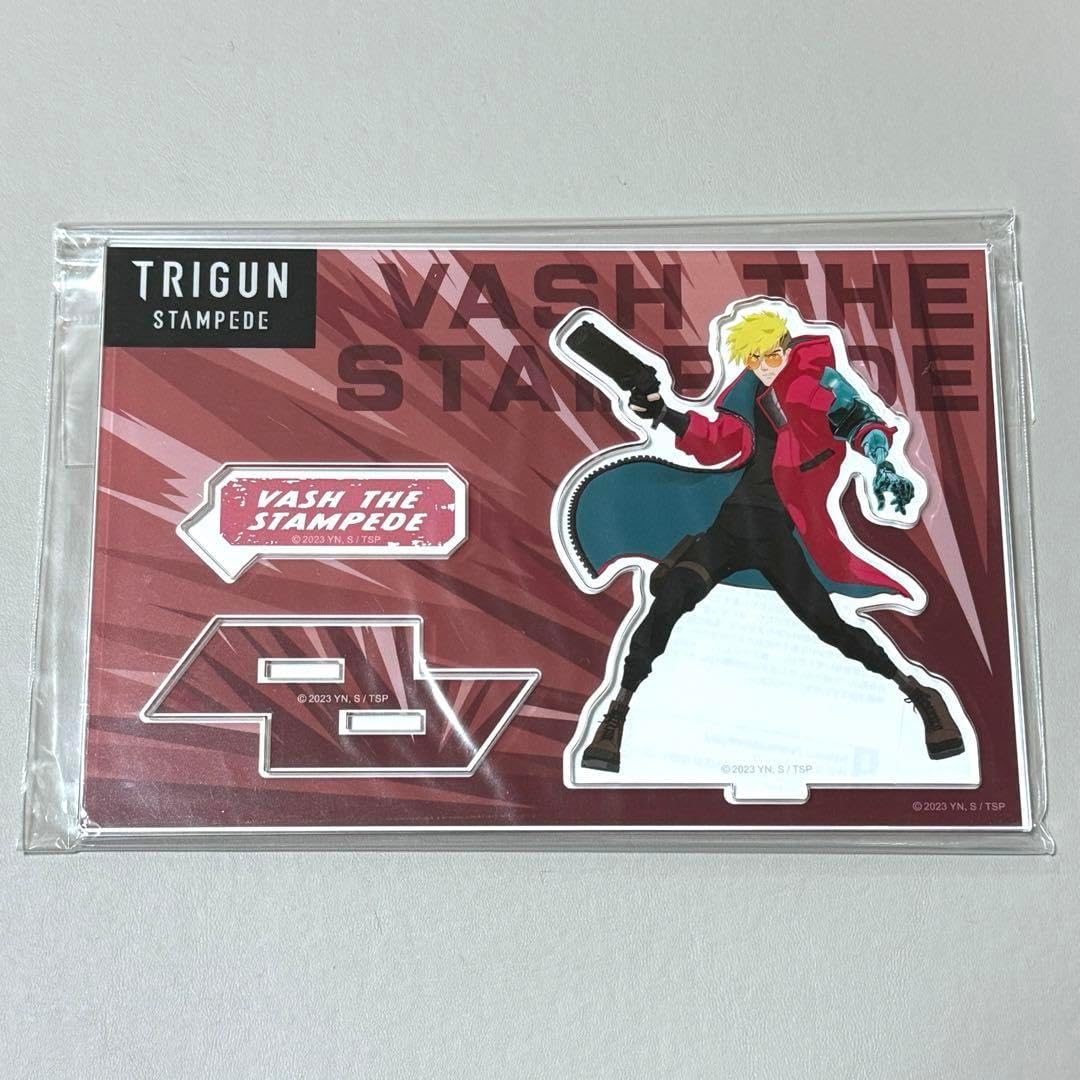 TRIGUN
STAMPEDE
VASH THE
STAMPEDE
VASH THE
STAMPEDE
© 2023 YN, S / TSP
© 2023 YN, S / TSP
© 2023 YN, S / TSP
© 2023 YN, S / TSP